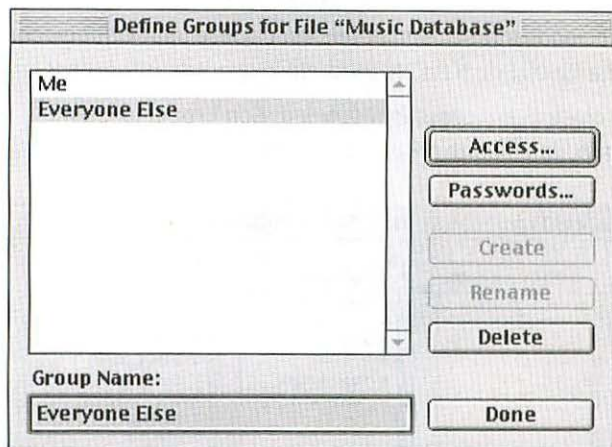 Define Groups for File “Music Database”
Me
Everyone Else
Access...
Passwords...
Create
Rename
Delete
Group Name:
Everyone Else
Done